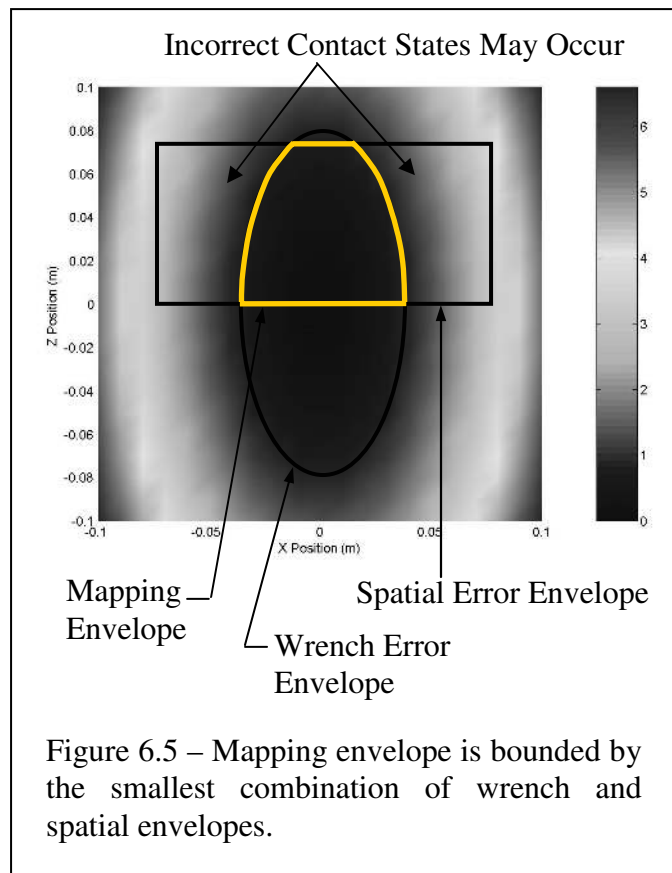 Incorrect Contact States May Occur
0.1
0.08
0.06
0.04
0.02
0
-0.02
-0.04
-0.06
-0.08
-0.1
Z Position (m)
-0.1
-0.05
0
0.05
0.1
X Position (m)
6
5
4
3
2
1
0
Mapping
Envelope
Spatial Error Envelope
Wrench Error
Envelope
Figure 6.5 – Mapping envelope is bounded by
the smallest combination of wrench and
spatial envelopes.